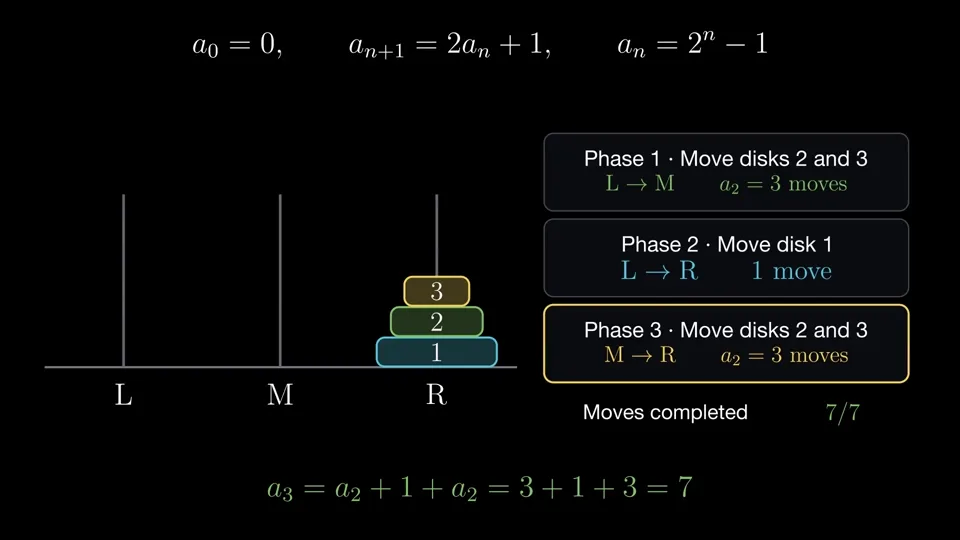 a₀ = 0, aₙ₊₁ = 2aₙ + 1, aₙ = 2ⁿ − 1
Phase 1 · Move disks 2 and 3
L → M a₂ = 3 moves
Phase 2 · Move disk 1
L → R 1 move
Phase 3 · Move disks 2 and 3
M → R a₂ = 3 moves
3
2
1
L M R
Moves completed 7/7
a₃ = a₂ + 1 + a₂ = 3 + 1 + 3 = 7